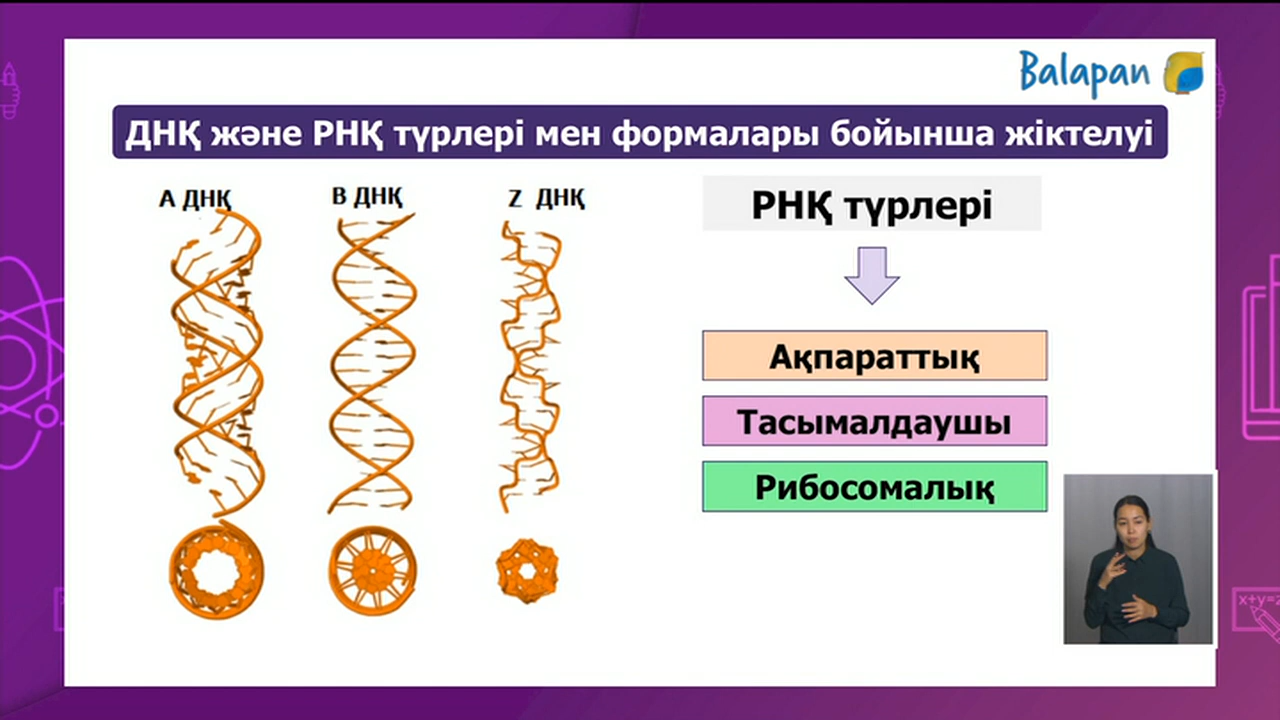 Balapan
ДНҚ және РНҚ түрлері мен формалары бойынша жіктелуі
A ДНҚ
B ДНҚ
Z ДНҚ
РНҚ түрлері
Ақпараттық
Тасымалдаушы
Рибосомалық
x+y=